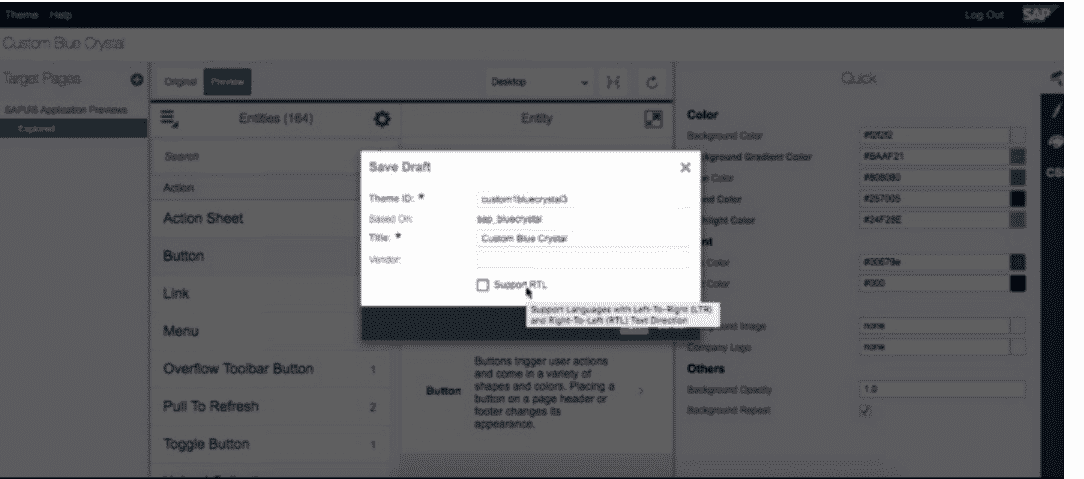 Theme Help
Log Out SAP
Custom Blue Crystal
Target Pages
Original Preview
Desktop
Quick
SAPUI5 Application Previews
Explored
Entities (164)
Entity
Color
Background Color #f2f2f2
Search
Background Gradient Color #BAAF21
Action
Color #808080
Color #257005
Action Sheet
Color #24F28E
Button
Color #00679e
Link
Color #000
Menu
Image none
Company Logo none
Overflow Toolbar Button 1
Others
Pull To Refresh 2
Background Opacity 1.0
Background Repeat
Toggle Button 1
Button
Buttons trigger user actions
and come in a variety of
shapes and colors. Placing a
button on a page header or
footer changes its
appearance.
Save Draft
Theme ID: * custom1bluecrystal3
Based On: sap_bluecrystal
Title: * Custom Blue Crystal
Vendor:
Support RTL
Support Languages with Left-To-Right (LTR)
and Right-To-Left (RTL) Text Direction